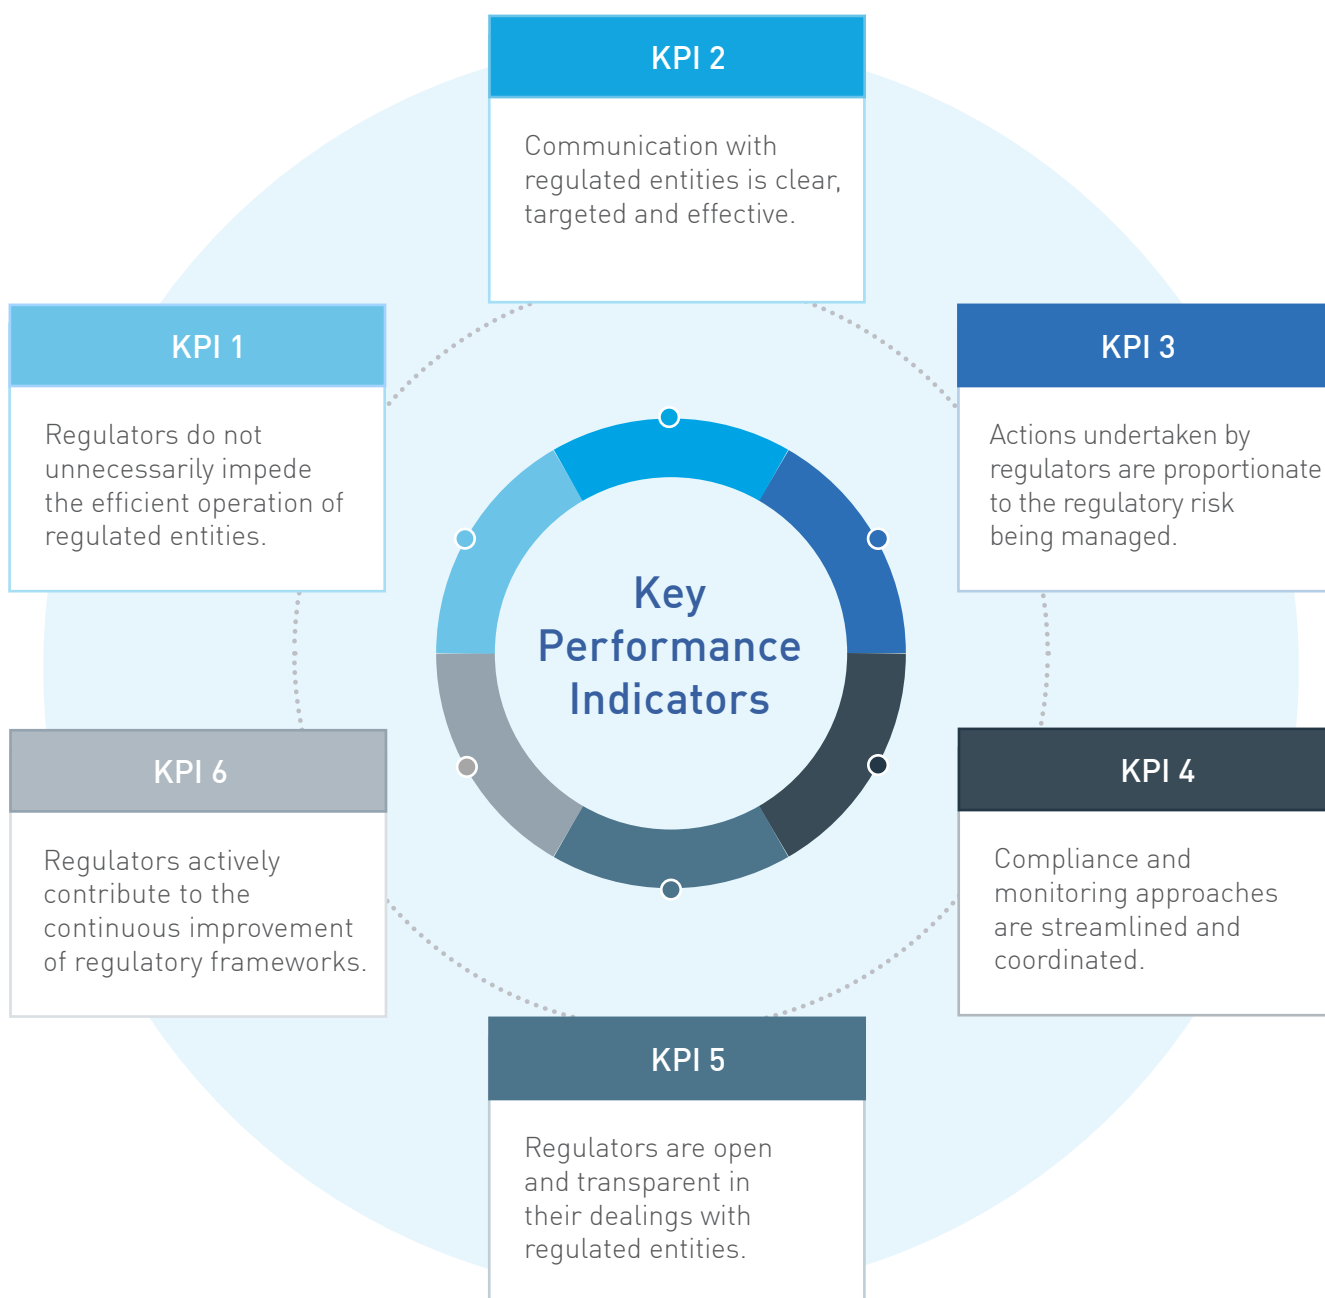 KPI 2
Communication with
regulated entities is clear,
targeted and effective.
KPI 1
Regulators do not
unnecessarily impede
the efficient operation of
regulated entities.
KPI 3
Actions undertaken by
regulators are proportionate
to the regulatory risk
being managed.
Key
Performance
Indicators
KPI 6
Regulators actively
contribute to the
continuous improvement
of regulatory frameworks.
KPI 4
Compliance and
monitoring approaches
are streamlined and
coordinated.
KPI 5
Regulators are open
and transparent in
their dealings with
regulated entities.